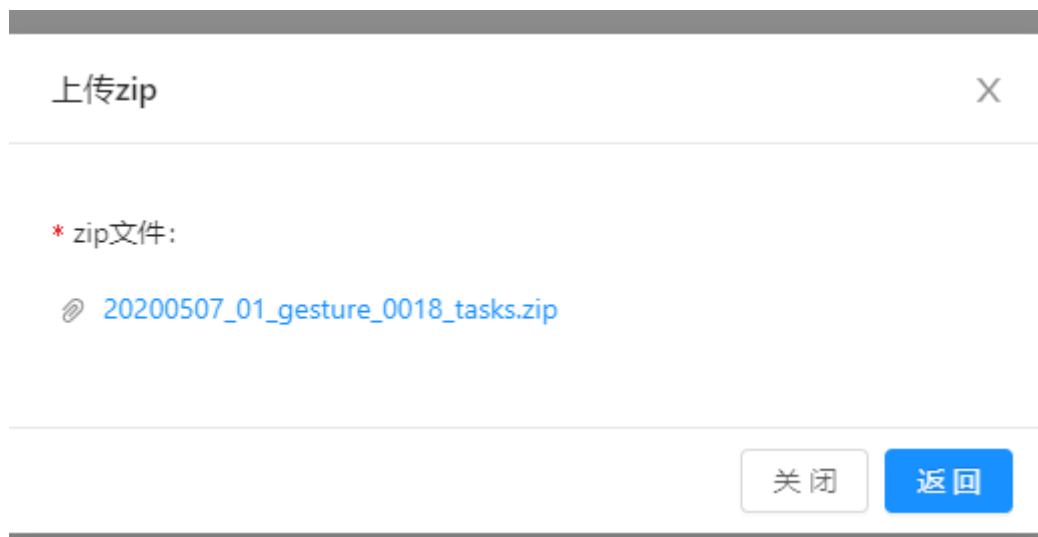 上传zip
* zip文件:
20200507_01_gesture_0018_tasks.zip
关 闭 返 回